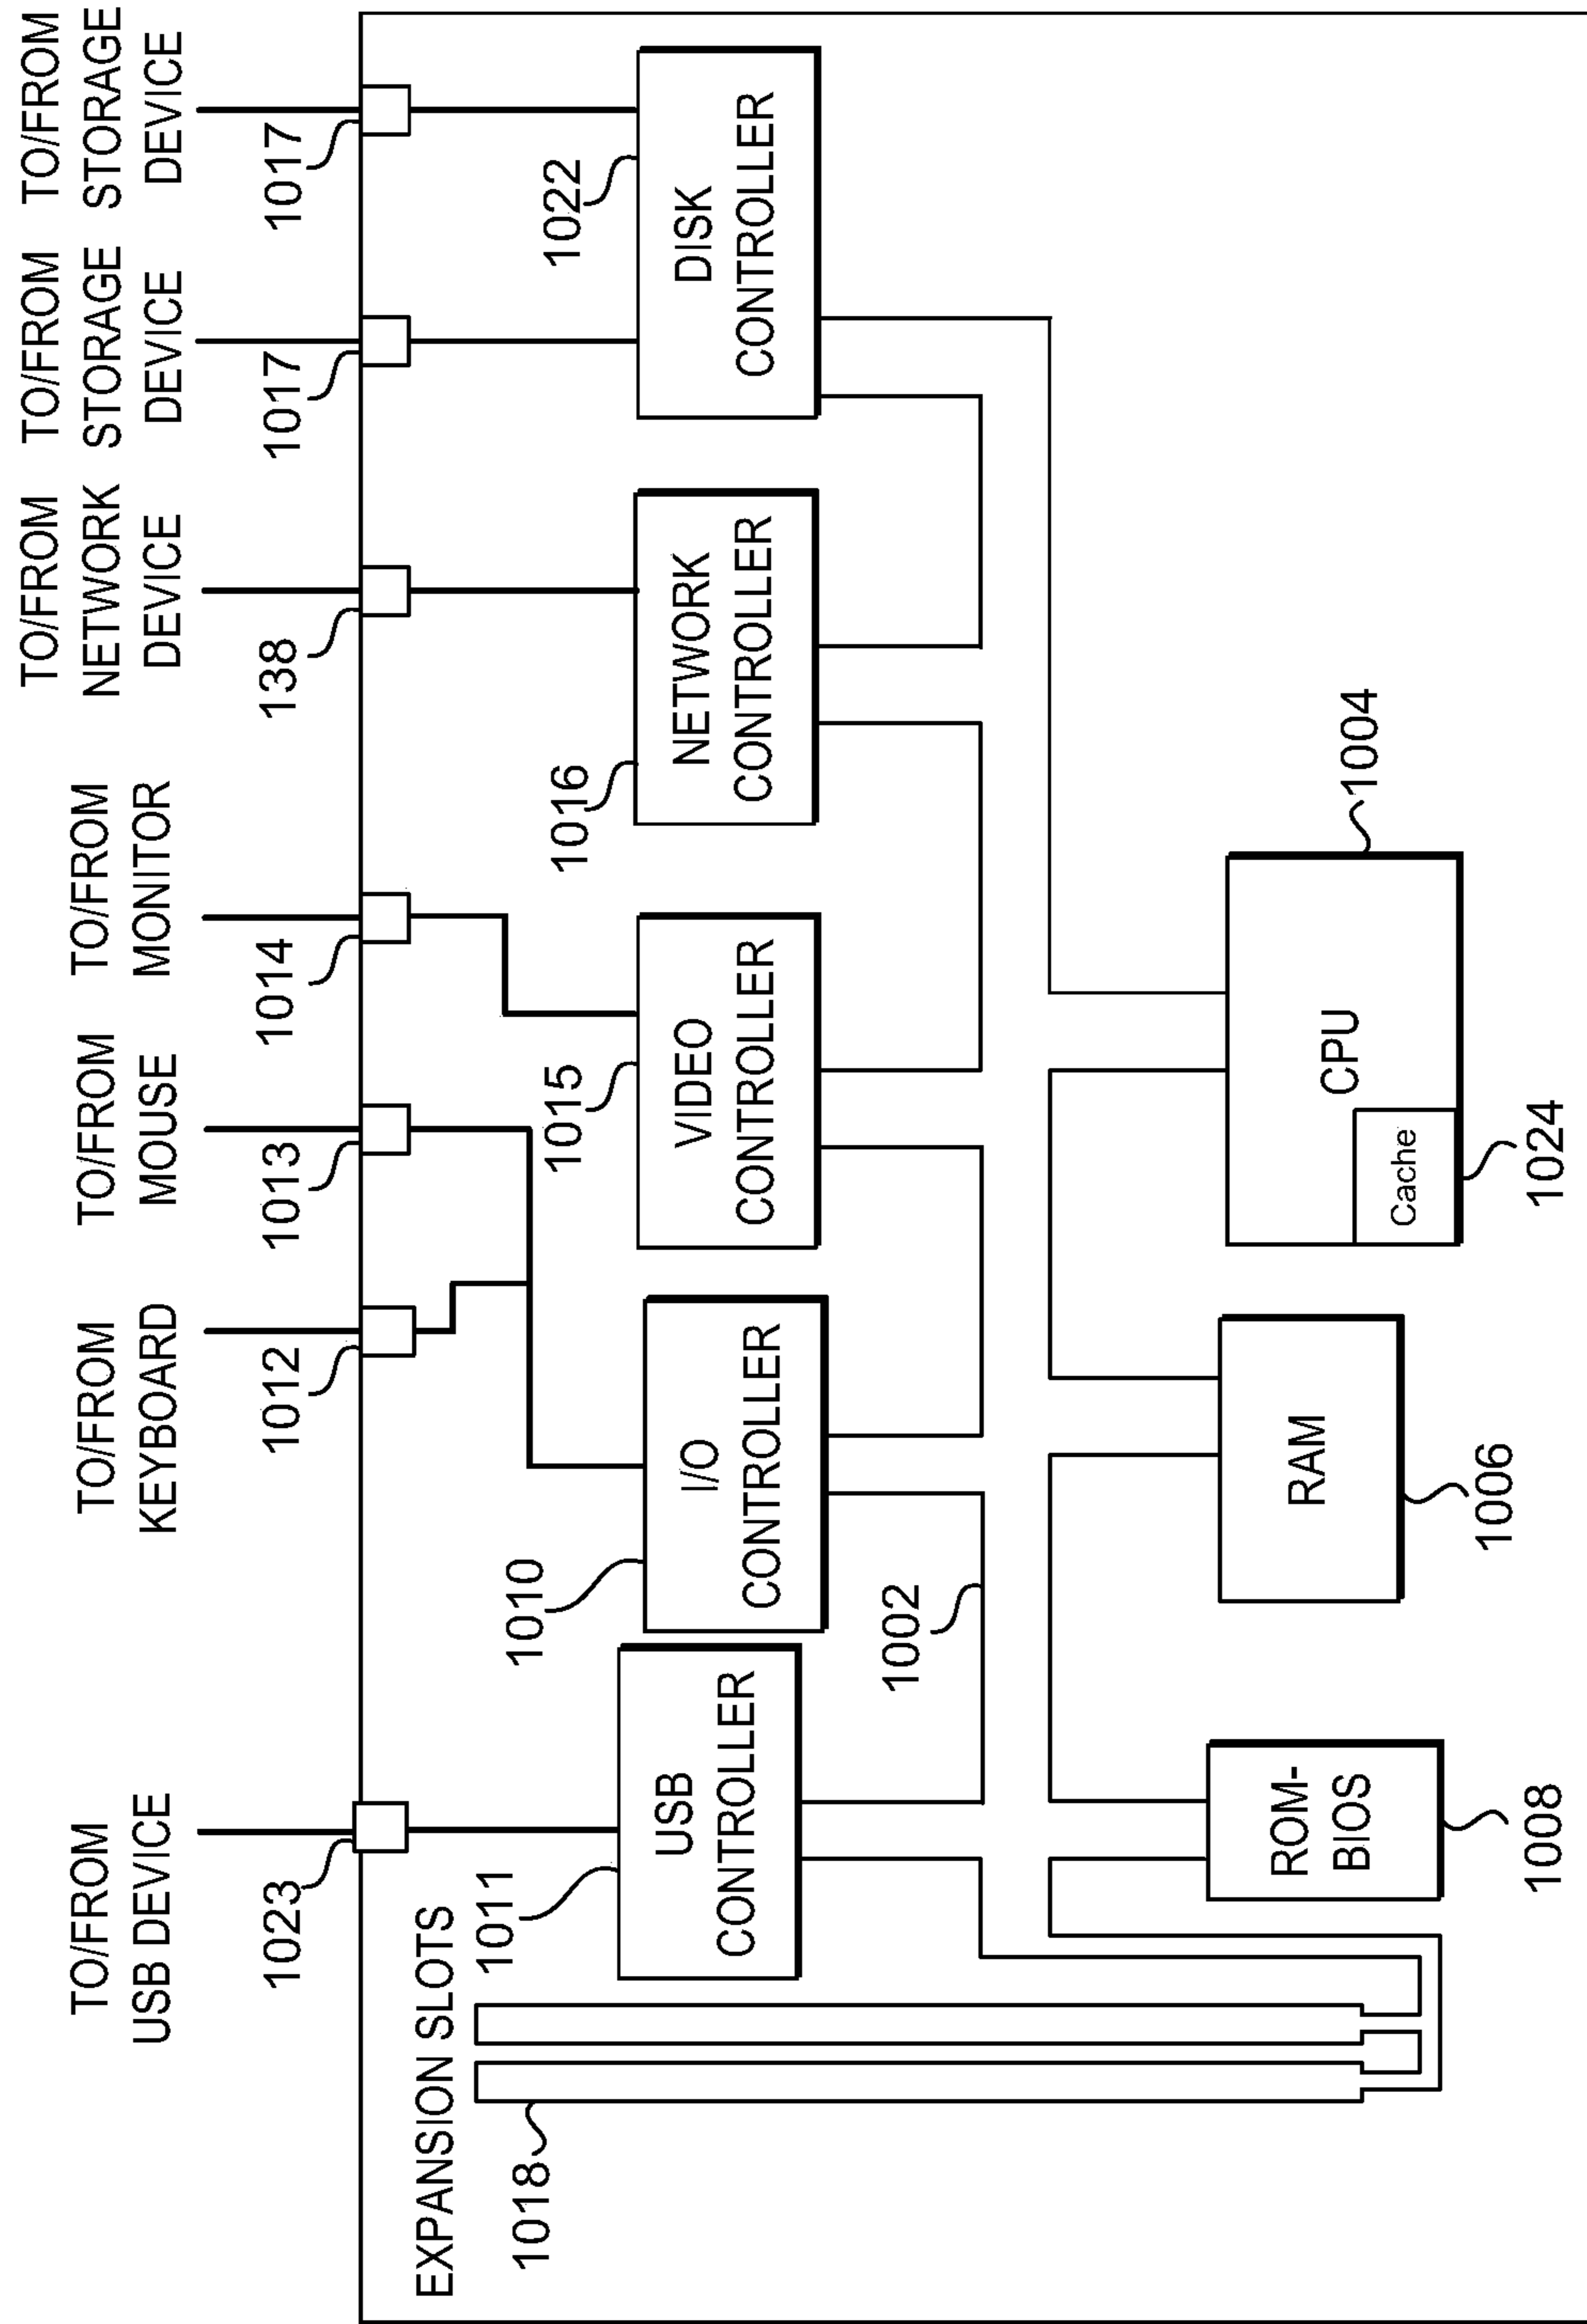 TO/FROM
USB DEVICE
TO/FROM
KEYBOARD
TO/FROM
MOUSE
TO/FROM
MONITOR
TO/FROM
NETWORK
DEVICE
TO/FROM
STORAGE
DEVICE
TO/FROM
STORAGE
DEVICE
1023
1012
1013
1014
138
1017
1017
EXPANSION SLOTS
1018
1011
1010
1015
1016
1022
USB
CONTROLLER
I/O
CONTROLLER
VIDEO
CONTROLLER
NETWORK
CONTROLLER
DISK
CONTROLLER
1002
ROM-
BIOS
1008
RAM
1006
CPU
Cache
1024
1004